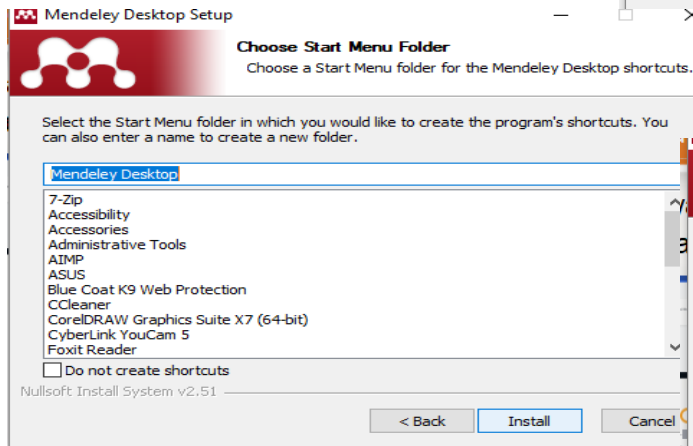 Mendeley Desktop Setup
Choose Start Menu Folder
Choose a Start Menu folder for the Mendeley Desktop shortcuts.
Select the Start Menu folder in which you would like to create the program's shortcuts. You
can also enter a name to create a new folder.
Mendeley Desktop
7-Zip
Accessibility
Accessories
Administrative Tools
AIMP
ASUS
Blue Coat K9 Web Protection
CCleaner
CorelDRAW Graphics Suite X7 (64-bit)
CyberLink YouCam 5
Foxit Reader
Do not create shortcuts
Nullsoft Install System v2.51
< Back
Install
Cancel